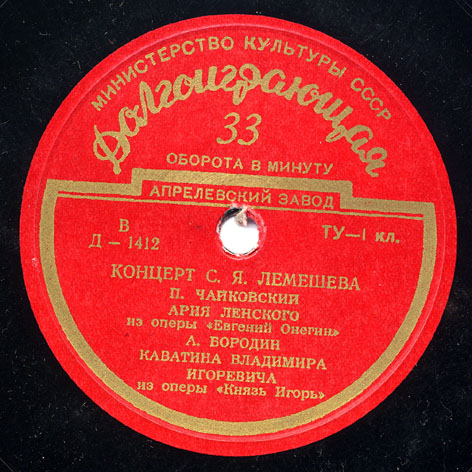 МИНИСТЕРСТВО КУЛЬТУРЫ СССР
Долгоиграющая
33
ОБОРОТА В МИНУТУ
АПРЕЛЕВСКИЙ ЗАВОД
В
Д – 1412
ТУ—1 кл.
КОНЦЕРТ С. Я. ЛЕМЕШЕВА
П. ЧАЙКОВСКИЙ
АРИЯ ЛЕНСКОГО
из оперы «Евгений Онегин»
А. БОРОДИН
КАВАТИНА ВЛАДИМИРА
ИГОРЕВИЧА
из оперы «Князь Игорь»